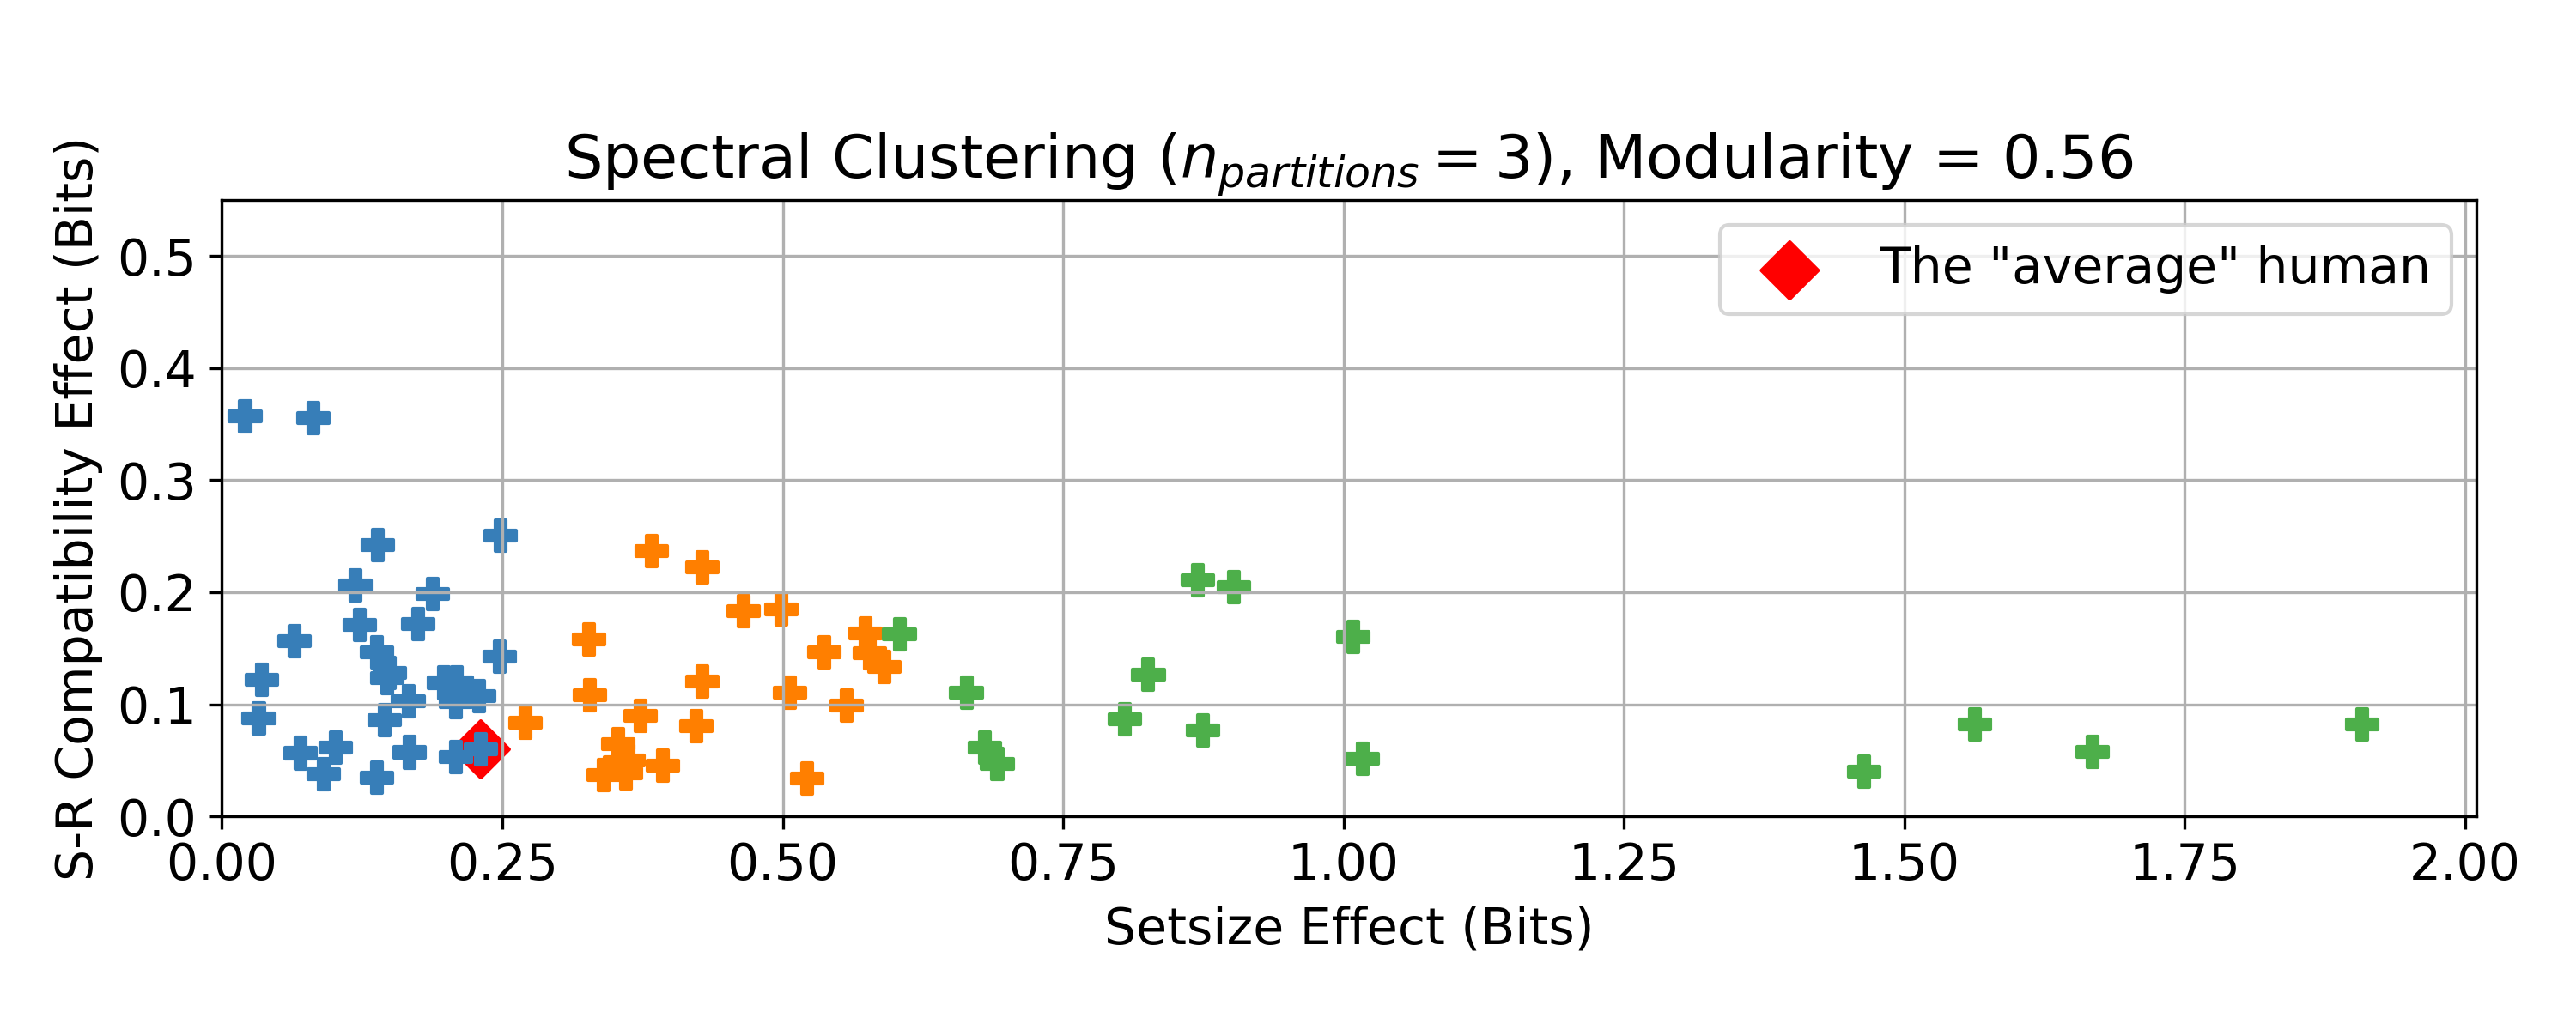 Spectral Clustering (n_partitions = 3), Modularity = 0.56
The "average" human
S-R Compatibility Effect (Bits)
0.5
0.4
0.3
0.2
0.1
0.0
0.00 0.25 0.50 0.75 1.00 1.25 1.50 1.75 2.00
Setsize Effect (Bits)